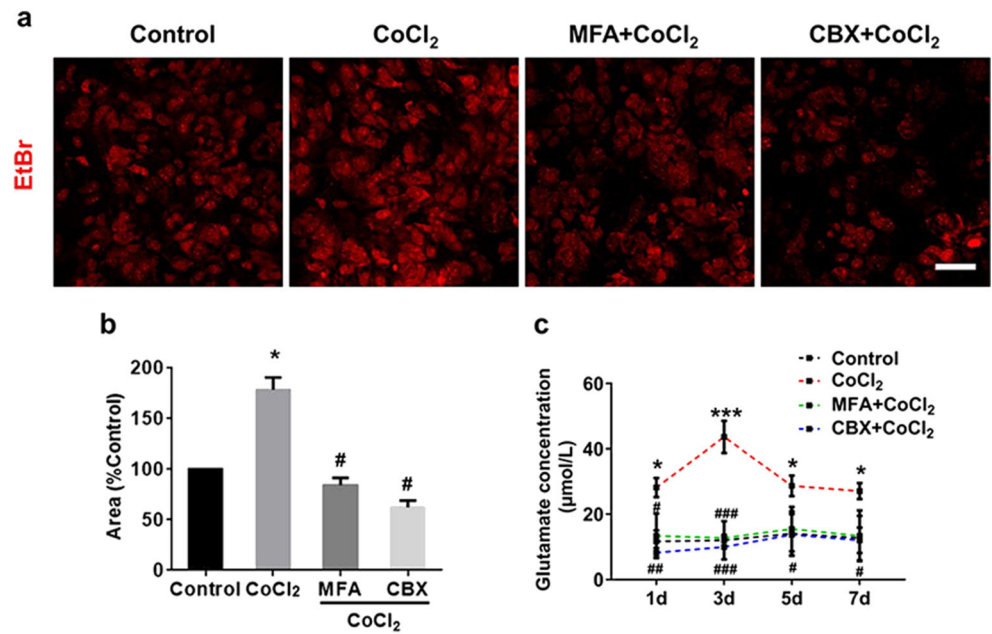 a
Control CoCl₂ MFA+CoCl₂ CBX+CoCl₂
EtBr
b
Area (%Control)
200
150
100
50
0
*
#
#
Control CoCl₂ MFA CBX
CoCl₂
c
Glutamate concentration
(μmol/L)
60
40
20
0
Control
CoCl₂
MFA+CoCl₂
CBX+CoCl₂
* *** * *
# ###
## ### # #
1d 3d 5d 7d